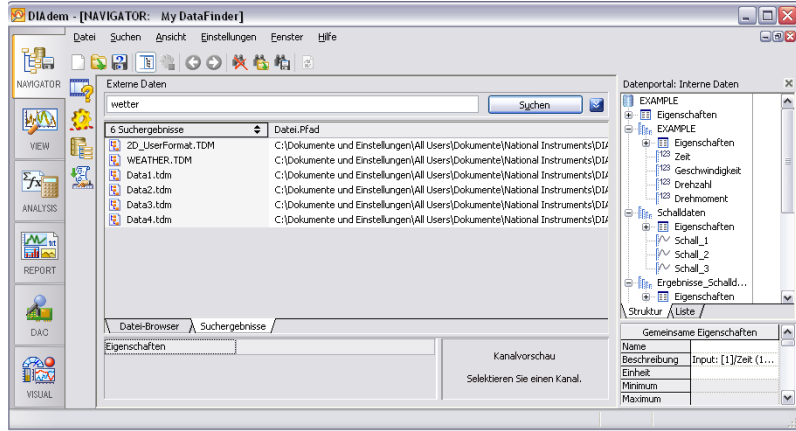 DIAdem - [NAVIGATOR: My DataFinder]
Datei Suchen Ansicht Einstellungen Fenster Hilfe
NAVIGATOR
VIEW
ANALYSIS
REPORT
DAC
VISUAL
Externe Daten
wetter
Suchen
6 Suchergebnisse Datei.Pfad
2D_UserFormat.TDM C:\Dokumente und Einstellungen\All Users\Dokumente\National Instruments\DIA
WEATHER.TDM C:\Dokumente und Einstellungen\All Users\Dokumente\National Instruments\DIA
Data1.tdm C:\Dokumente und Einstellungen\All Users\Dokumente\National Instruments\DIA
Data2.tdm C:\Dokumente und Einstellungen\All Users\Dokumente\National Instruments\DIA
Data3.tdm C:\Dokumente und Einstellungen\All Users\Dokumente\National Instruments\DIA
Data4.tdm C:\Dokumente und Einstellungen\All Users\Dokumente\National Instruments\DIA
Datei-Browser Suchergebnisse
Eigenschaften
Kanalvorschau
Selektieren Sie einen Kanal.
Datenportal: Interne Daten
EXAMPLE
Eigenschaften
EXAMPLE
Eigenschaften
123 Zeit
123 Geschwindigkeit
123 Drehzahl
123 Drehmoment
Schalldaten
Eigenschaften
Schall_1
Schall_2
Schall_3
Ergebnisse_Schalld...
Eigenschaften
Struktur Liste
Gemeinsame Eigenschaften
Name
Beschreibung Input: [1]/Zeit (1...
Einheit
Minimum
Maximum